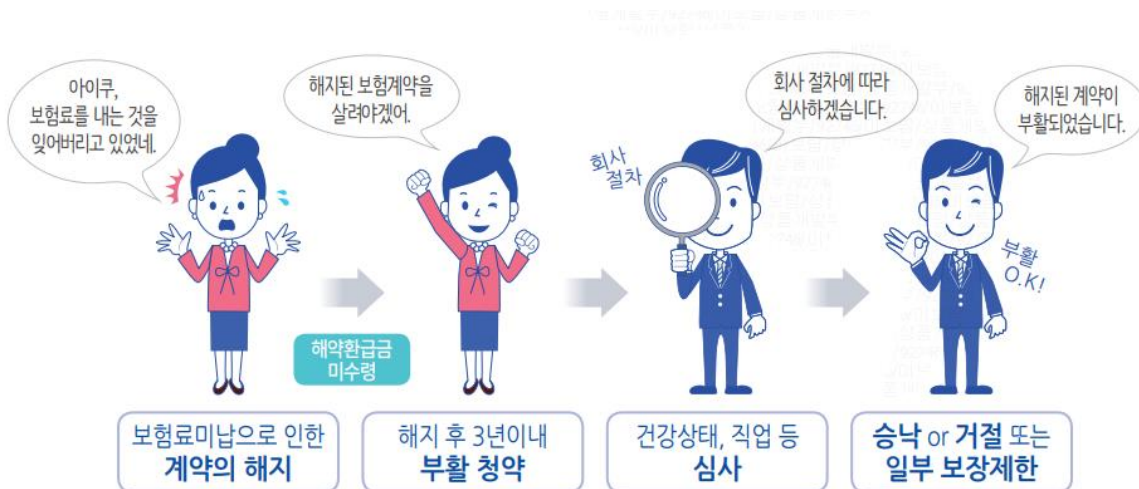 아이쿠,
보험료를 내는 것을
잊어버리고 있었네.
해지된 보험계약을
살려야겠어.
회사 절차에 따라
심사하겠습니다.
해지된 계약이
부활되었습니다.
회사
절차
부활
O.K!
해약환급금
미수령
보험료미납으로 인한
계약의 해지
해지 후 3년이내
부활 청약
건강상태, 직업 등
심사
승낙 or 거절 또는
일부 보장제한